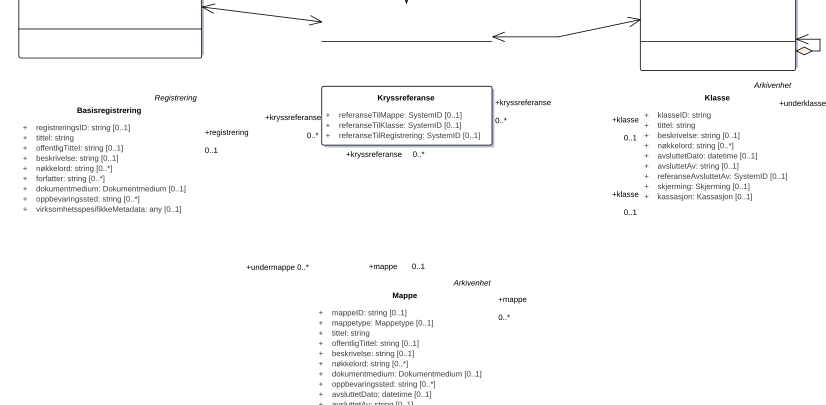 Registrering
Basisregistrering
+ registreringsID: string [0..1]
+ tittel: string
+ offentligTittel: string [0..1]
+ beskrivelse: string [0..1]
+ nøkkelord: string [0..*]
+ forfatter: string [0..*]
+ dokumentmedium: Dokumentmedium [0..1]
+ oppbevaringssted: string [0..*]
+ virksomhetsspesifikkeMetadata: any [0..1]
+registrering
0..1
+kryssreferanse
0..*
Kryssreferanse
+ referanseTilMappe: SystemID [0..1]
+ referanseTilKlasse: SystemID [0..1]
+ referanseTilRegistrering: SystemID [0..1]
+kryssreferanse 0..*
+kryssreferanse
0..*
Arkivenhet
Klasse
+underklasse
+klasse
0..1
+ klasseID: string
+ tittel: string
+ beskrivelse: string [0..1]
+ nøkkelord: string [0..*]
+ avsluttetDato: datetime [0..1]
+ avsluttetAv: string [0..1]
+ referanseAvsluttetAv: SystemID [0..1]
+ skjerming: Skjerming [0..1]
+ kassasjon: Kassasjon [0..1]
+klasse
0..1
+undermappe 0..*
+mappe 0..1
Arkivenhet
Mappe
+mappe
0..*
+ mappeID: string [0..1]
+ mappetype: Mappetype [0..1]
+ tittel: string
+ offentligTittel: string [0..1]
+ beskrivelse: string [0..1]
+ nøkkelord: string [0..*]
+ dokumentmedium: Dokumentmedium [0..1]
+ oppbevaringssted: string [0..*]
+ avsluttetDato: datetime [0..1]
+ avsluttetAv: string [0..1]